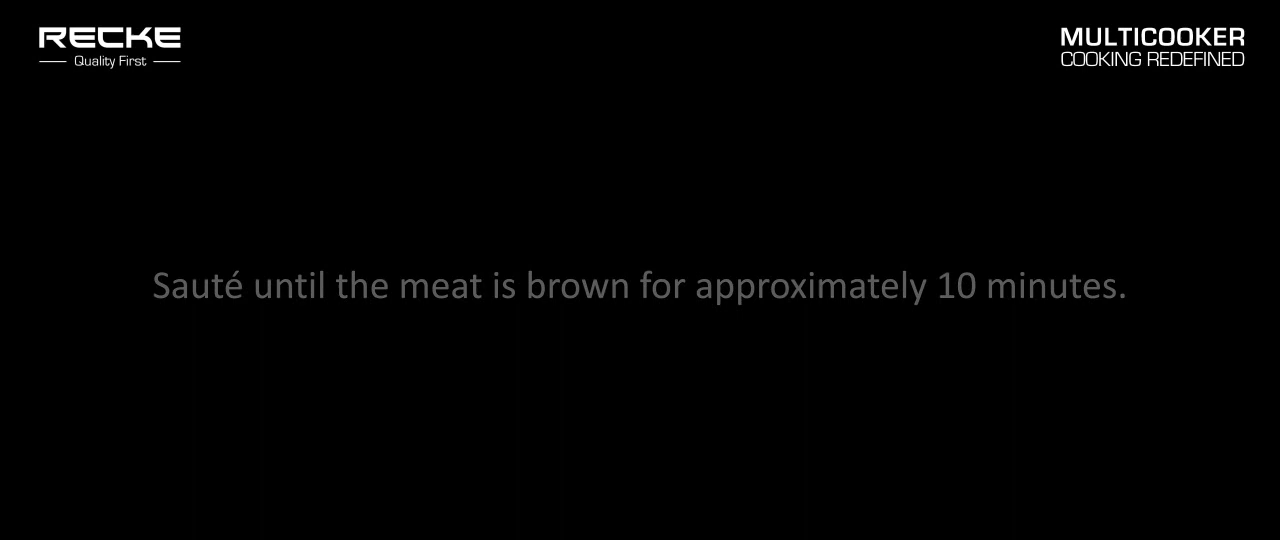 RECKE
Quality First
MULTICOOKER
COOKING REDEFINED
Sauté until the meat is brown for approximately 10 minutes.